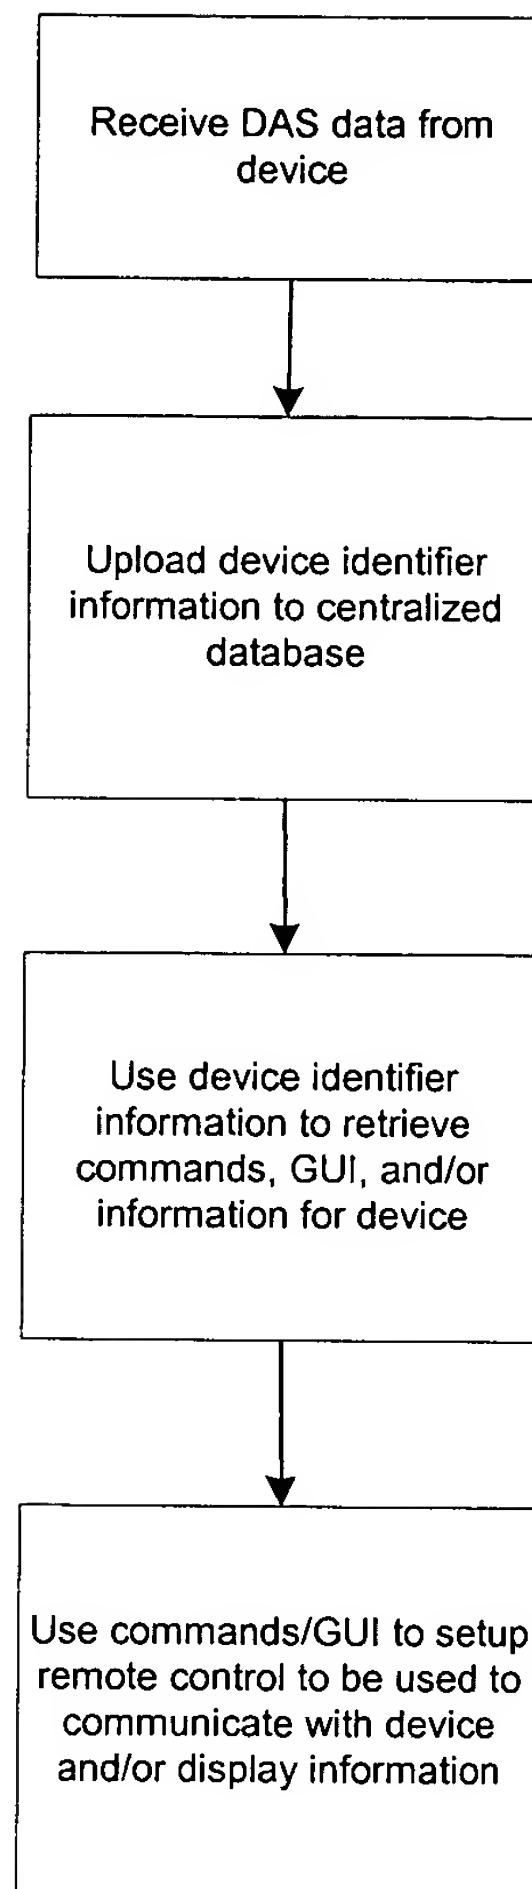 Receive DAS data from
device
Upload device identifier
information to centralized
database
Use device identifier
information to retrieve
commands, GUI, and/or
information for device
Use commands/GUI to setup
remote control to be used to
communicate with device
and/or display information